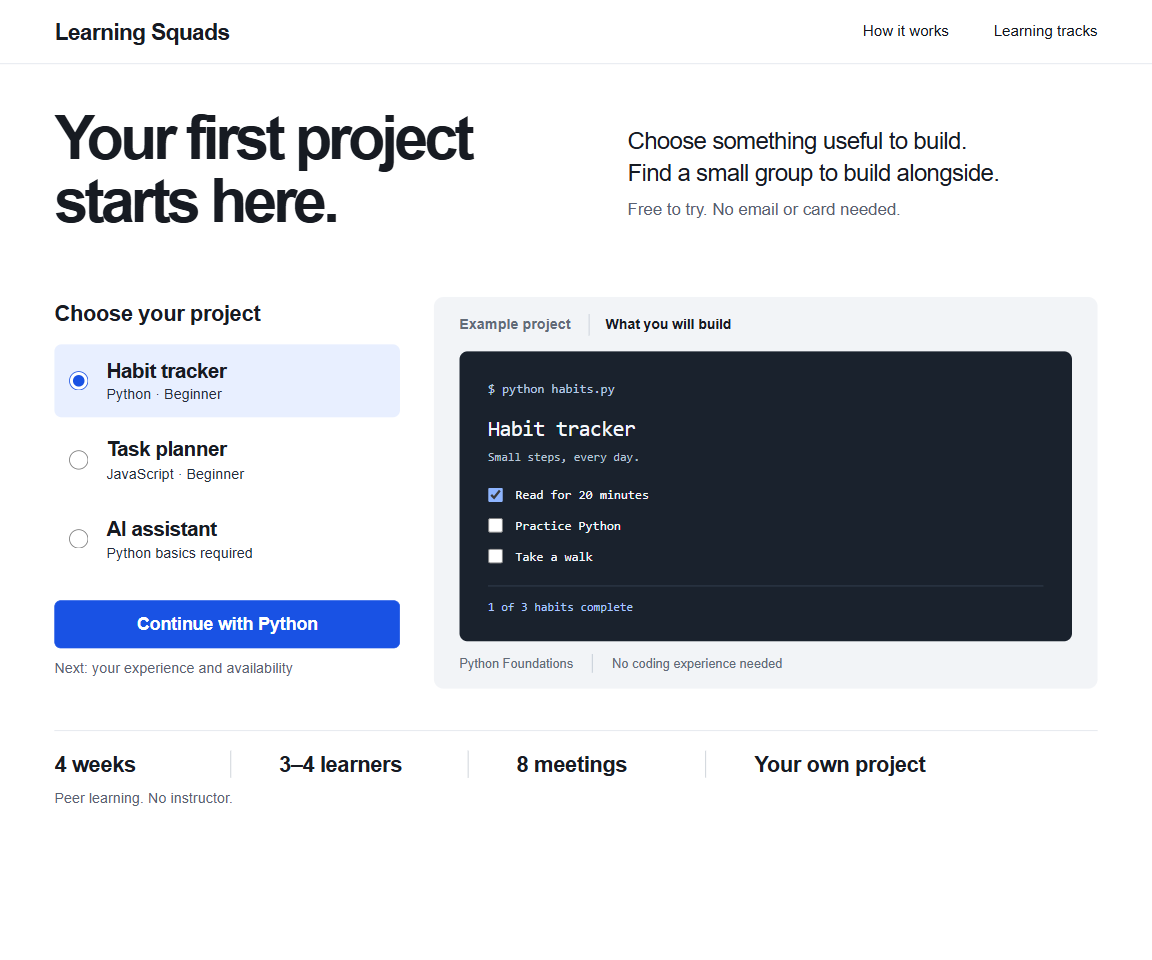 Learning Squads
How it works
Learning tracks
Your first project
starts here.
Choose something useful to build.
Find a small group to build alongside.
Free to try. No email or card needed.
Choose your project
Habit tracker
Python · Beginner
Task planner
JavaScript · Beginner
AI assistant
Python basics required
Continue with Python
Next: your experience and availability
Example project
What you will build
$ python habits.py
Habit tracker
Small steps, every day.
Read for 20 minutes
Practice Python
Take a walk
1 of 3 habits complete
Python Foundations
No coding experience needed
4 weeks
3–4 learners
8 meetings
Your own project
Peer learning. No instructor.